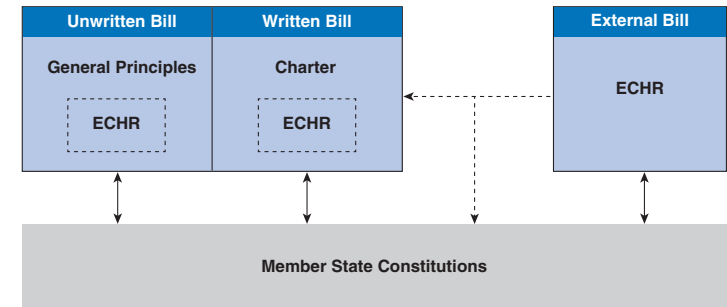 Unwritten Bill
Written Bill
External Bill
General Principles
Charter
ECHR
ECHR
ECHR
Member State Constitutions